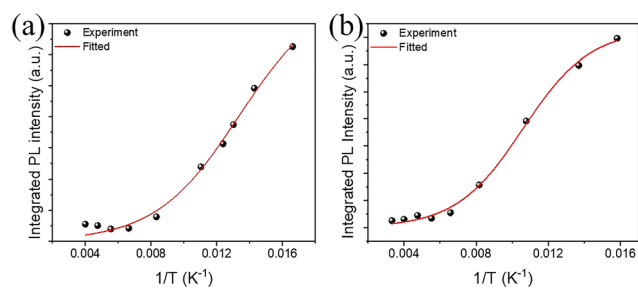 (a)
Experiment
Fitted
Integrated PL intensity (a.u.)
0.004 0.008 0.012 0.016
1/T (K⁻¹)
(b)
Experiment
Fitted
Integrated PL Intensity (a.u.)
0.004 0.008 0.012 0.016
1/T (K⁻¹)